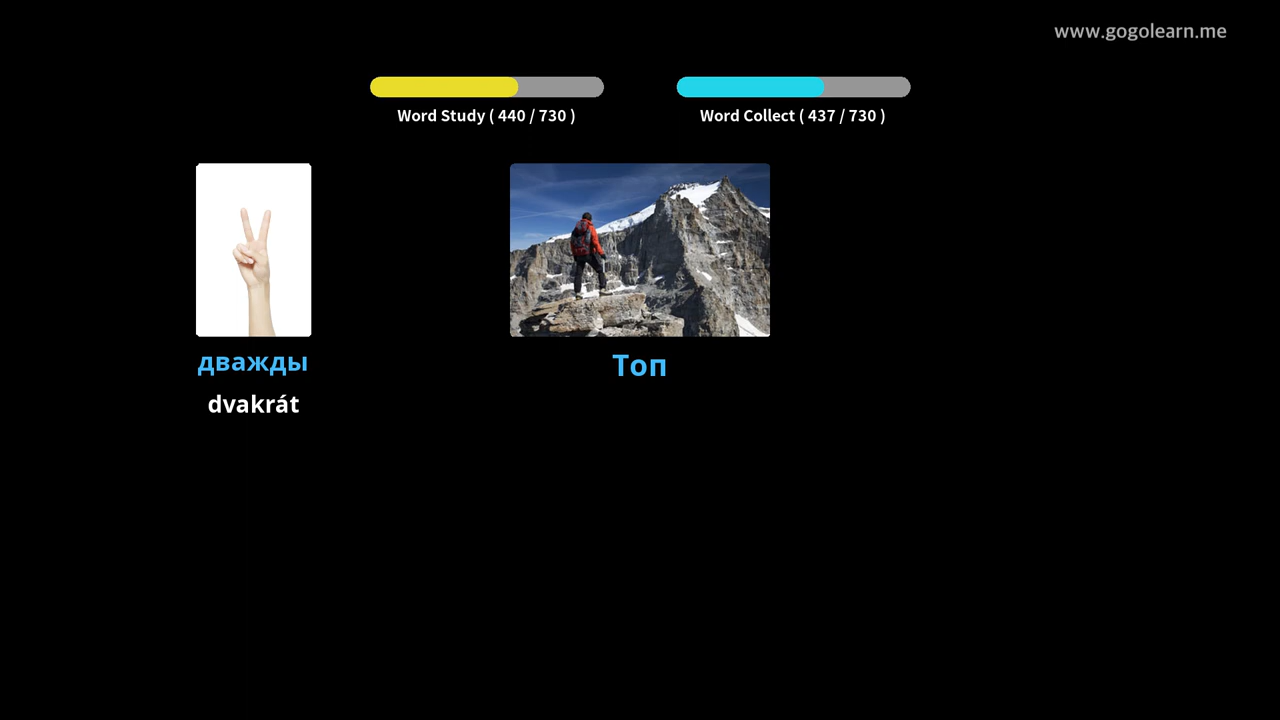 www.gogolearn.me
Word Study ( 440 / 730 )
Word Collect ( 437 / 730 )
дважды
dvakrát
Топ